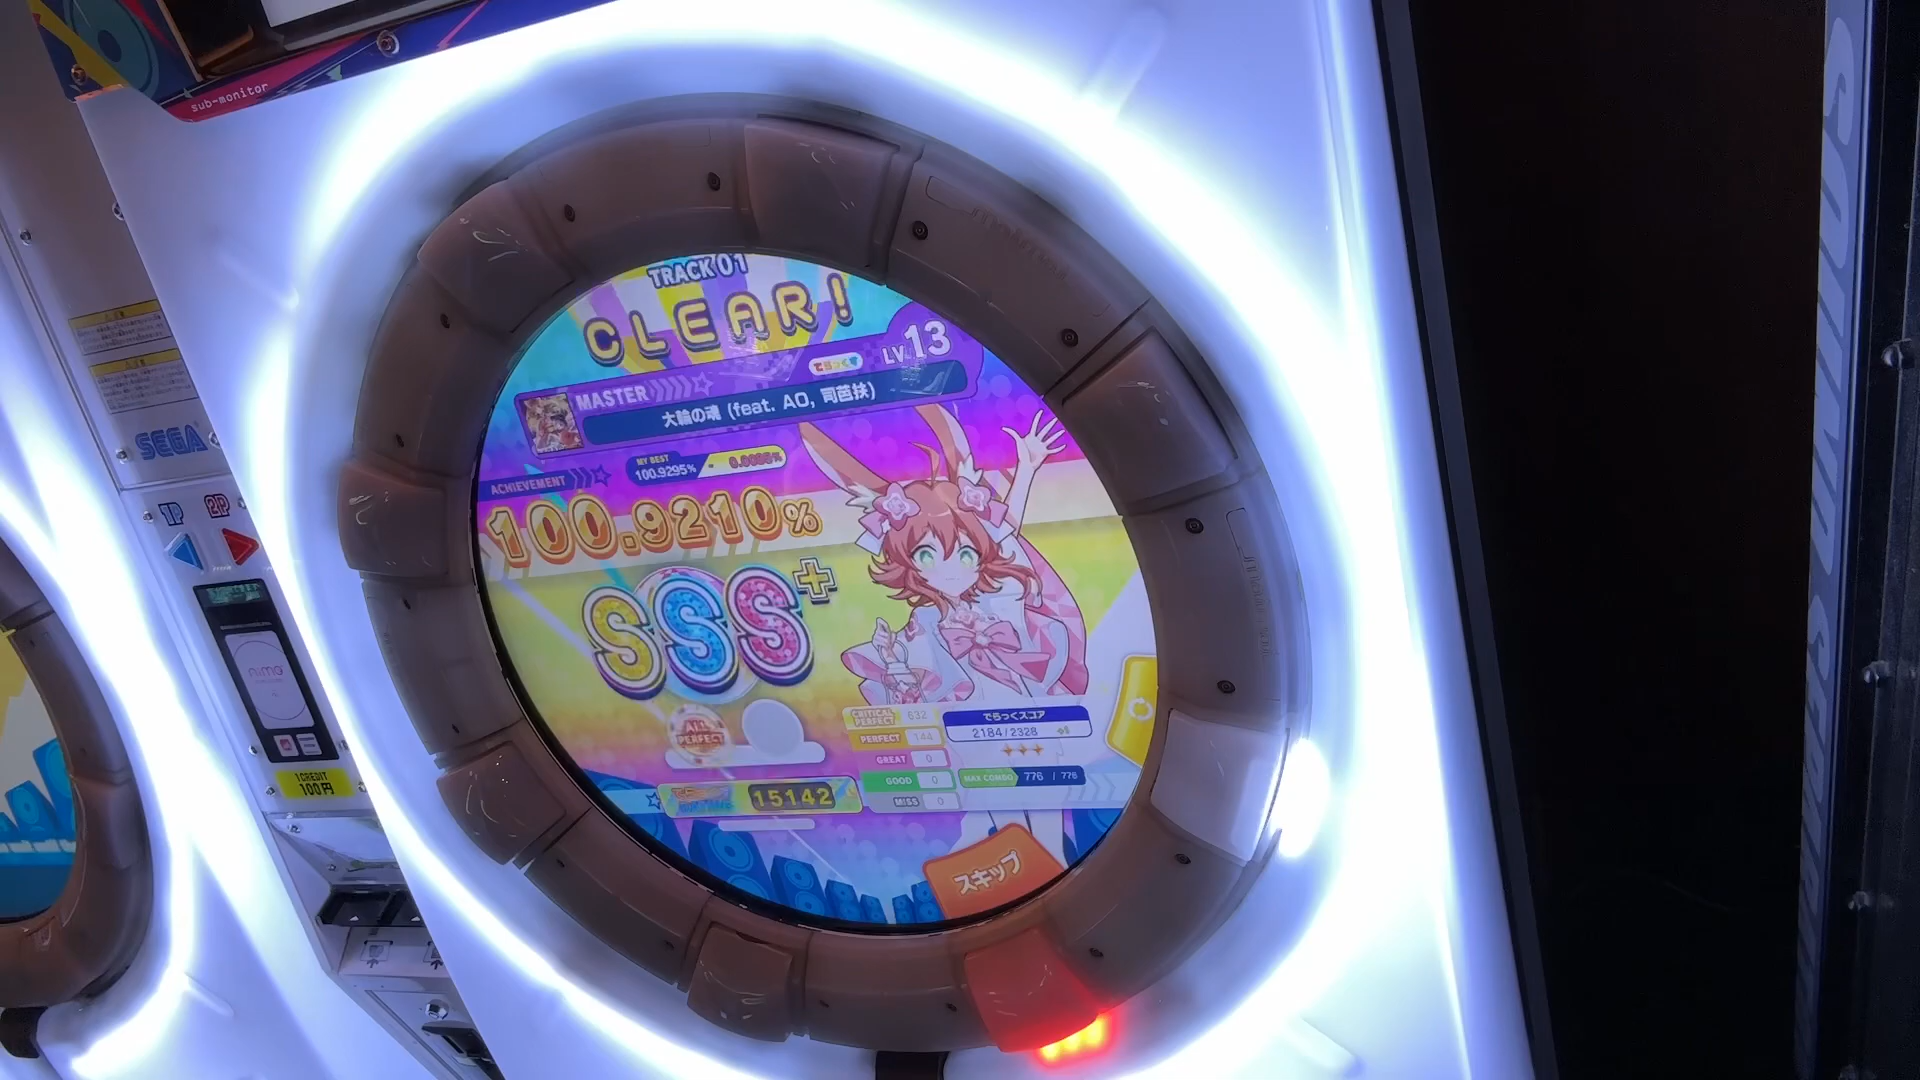 sub-monitor
TRACK 01
CLEAR!
でらっくす
LV 13
MASTER
大輪の魂 (feat. AO, 司芭扶)
MY BEST
100.9295%
ACHIEVEMENT
100.9210%
SSS+
ALL PERFECT
CRITICAL PERFECT 632
PERFECT 144
GREAT 0
GOOD 0
MISS 0
でらっくスコア
2184/2328
MAX COMBO 776 / 776
15142
スキップ
SEGA
1P 2P
Aime
1CREDIT
100円